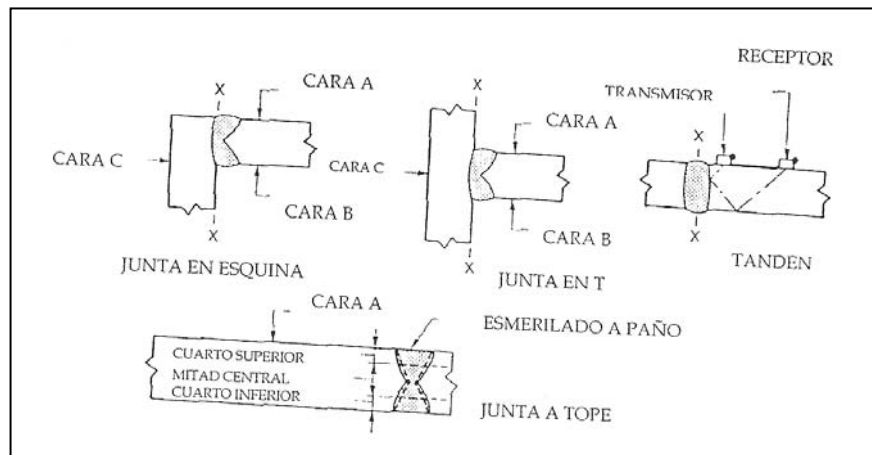 RECEPTOR
TRANSMISOR
X
CARA A
CARA C
CARA B
X
JUNTA EN ESQUINA
X
CARA A
CARA C
CARA B
X
JUNTA EN T
X
X
TANDEN
CARA A
ESMERILADO A PAÑO
CUARTO SUPERIOR
MITAD CENTRAL
CUARTO INFERIOR
JUNTA A TOPE